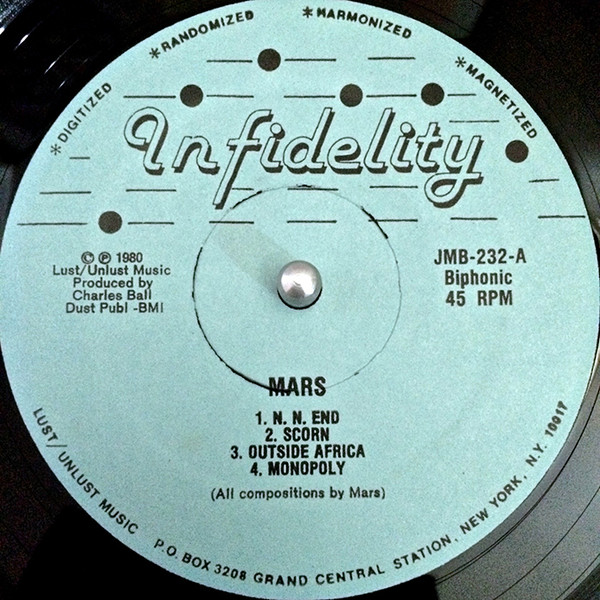 *DIGITIZED *RANDOMIZED *HARMONIZED *MAGNETIZED
Infidelity
© ℗ 1980
Lust/Unlust Music
Produced by
Charles Ball
Dust Publ -BMI
JMB-232-A
Biphonic
45 RPM
MARS
1. N. N. END
2. SCORN
3. OUTSIDE AFRICA
4. MONOPOLY
(All compositions by Mars)
LUST/UNLUST MUSIC P.O. BOX 3208 GRAND CENTRAL STATION, NEW YORK, N.Y. 10017